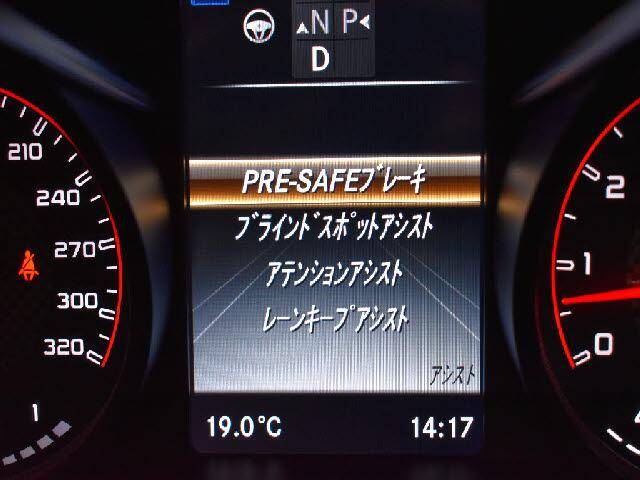 N P
D
PRE-SAFEブレーキ
ブラインドスポットアシスト
アテンションアシスト
レーンキープアシスト
アシスト
19.0°C 14:17
210
240
270
300
320
1
2
1
0